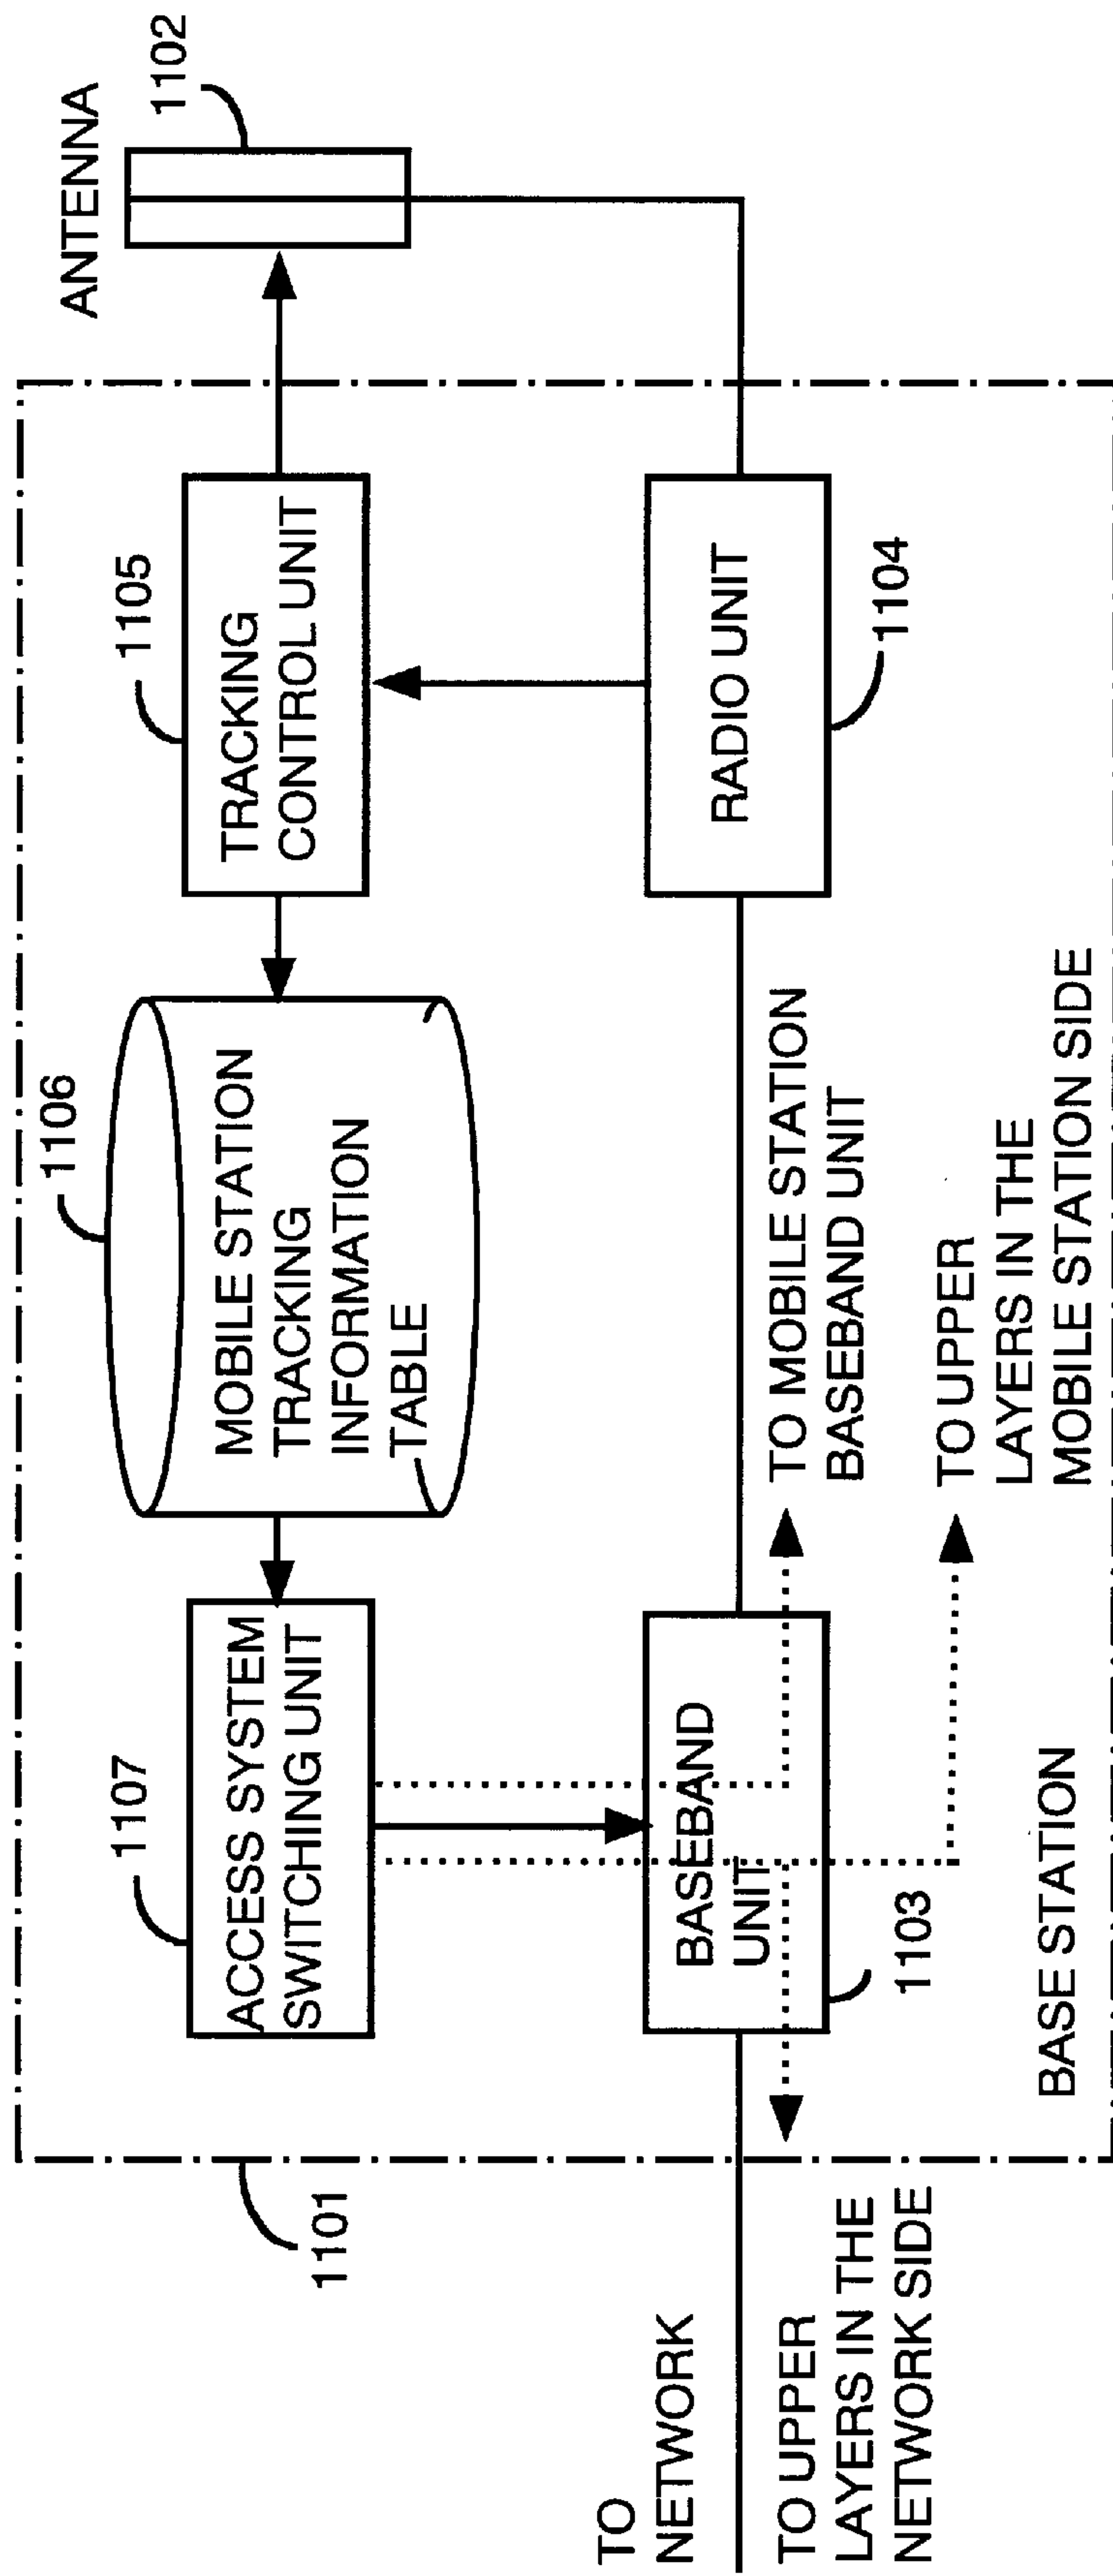 ANTENNA
1102
1105
TRACKING
CONTROL UNIT
1106
MOBILE STATION
TRACKING
INFORMATION
TABLE
1107
ACCESS SYSTEM
SWITCHING UNIT
1101
RADIO UNIT
1104
BASEBAND
UNIT
1103
TO MOBILE STATION
BASEBAND UNIT
TO UPPER
LAYERS IN THE
MOBILE STATION SIDE
BASE STATION
TO
NETWORK
TO UPPER
LAYERS IN THE
NETWORK SIDE